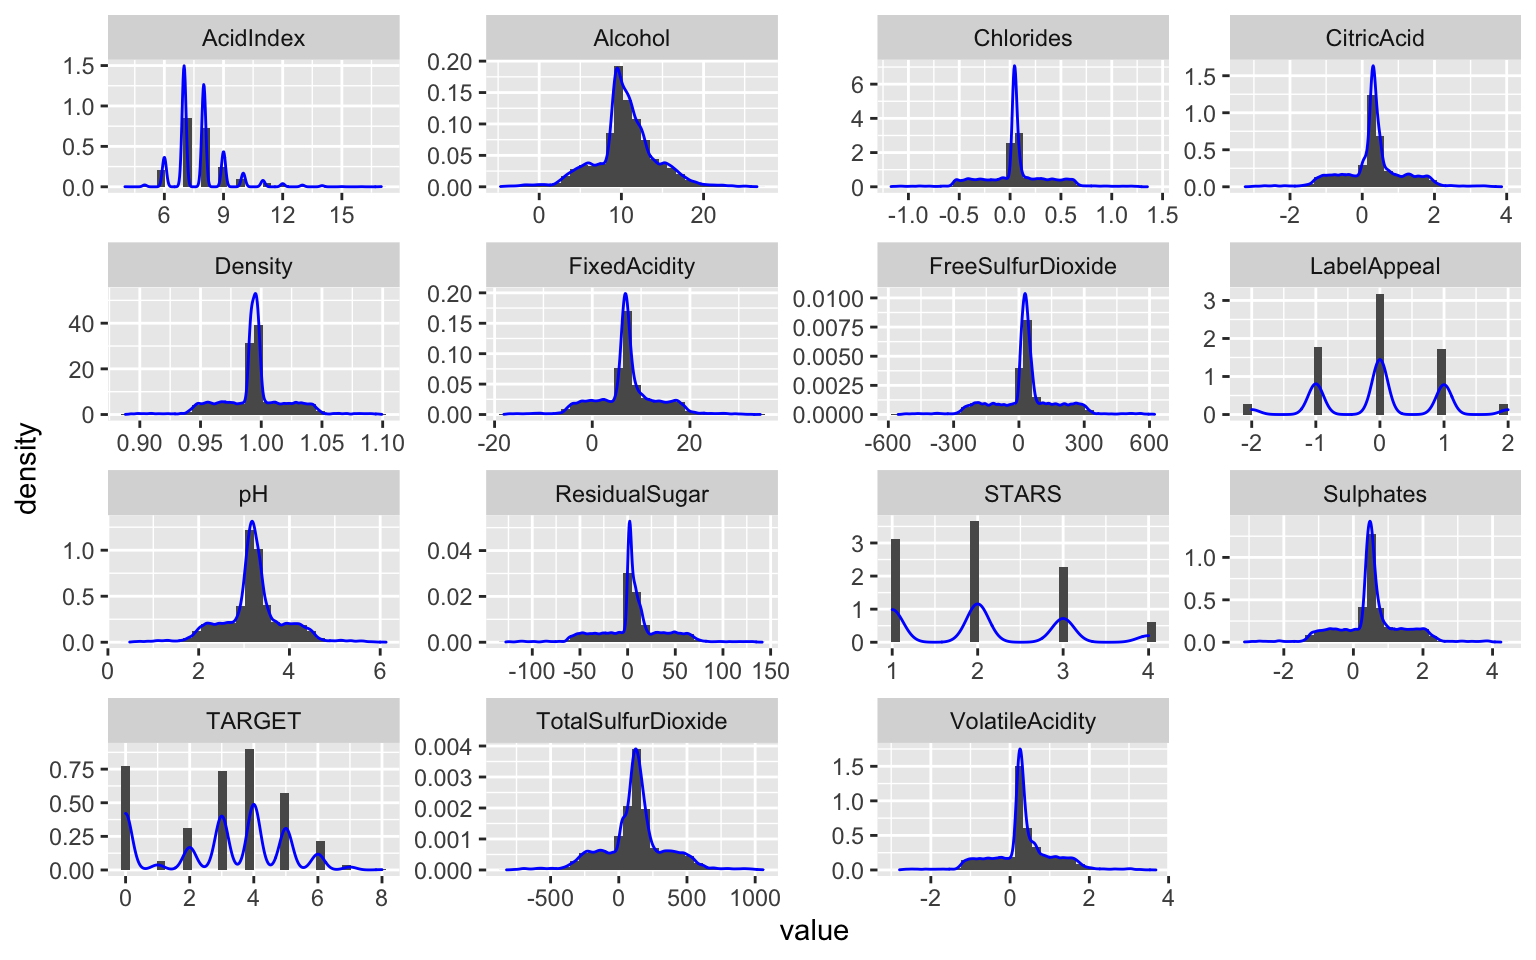 AcidIndex Alcohol Chlorides CitricAcid
1.5 1.0 0.5 0.0
6 9 12 15
0.20 0.15 0.10 0.05 0.00
0 10 20
6 4 2 0
-1.0 -0.5 0.0 0.5 1.0 1.5
1.5 1.0 0.5 0.0
-2 0 2 4
Density FixedAcidity FreeSulfurDioxide LabelAppeal
40 20 0
0.90 0.95 1.00 1.05 1.10
0.20 0.15 0.10 0.05 0.00
-20 0 20
0.0100 0.0075 0.0050 0.0025 0.0000
-600 -300 0 300 600
3 2 1 0
-2 -1 0 1 2
density
pH ResidualSugar STARS Sulphates
1.0 0.5 0.0
0 2 4 6
0.04 0.02 0.00
-100 -50 0 50 100 150
3 2 1 0
1 2 3 4
1.0 0.5 0.0
-2 0 2 4
TARGET TotalSulfurDioxide VolatileAcidity
0.75 0.50 0.25 0.00
0 2 4 6 8
0.004 0.003 0.002 0.001 0.000
-500 0 500 1000
1.5 1.0 0.5 0.0
-2 0 2 4
value